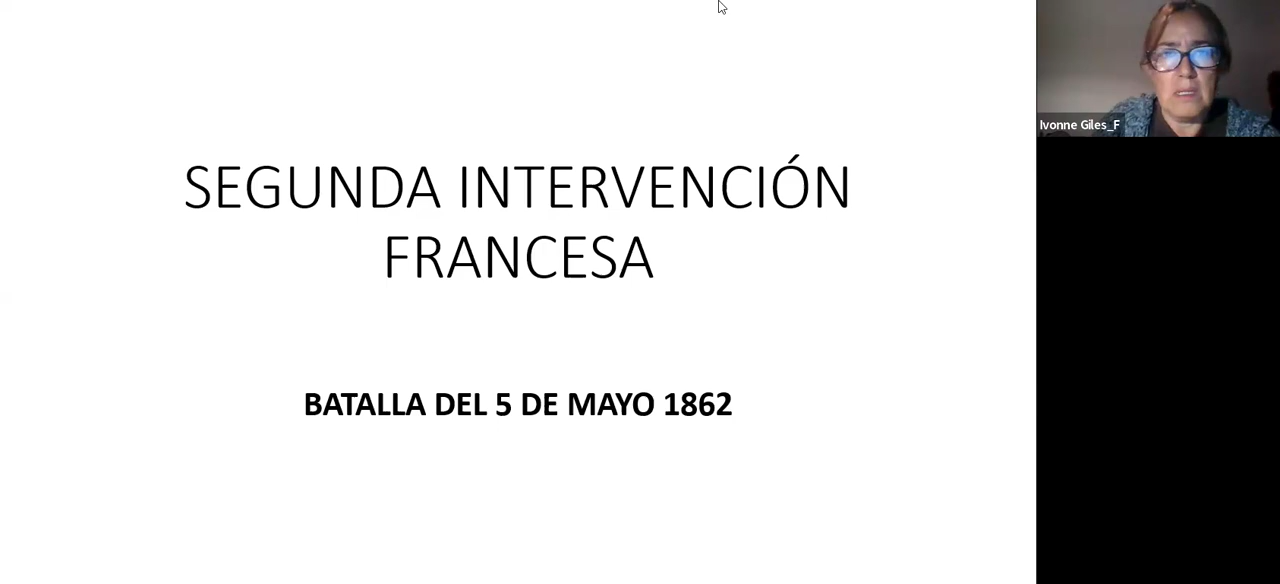 SEGUNDA INTERVENCIÓN
FRANCESA
BATALLA DEL 5 DE MAYO 1862
Ivonne Giles_F